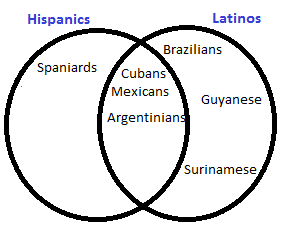 Hispanics
Latinos
Spaniards
Cubans
Mexicans
Argentinians
Brazilians
Guyanese
Surinamese